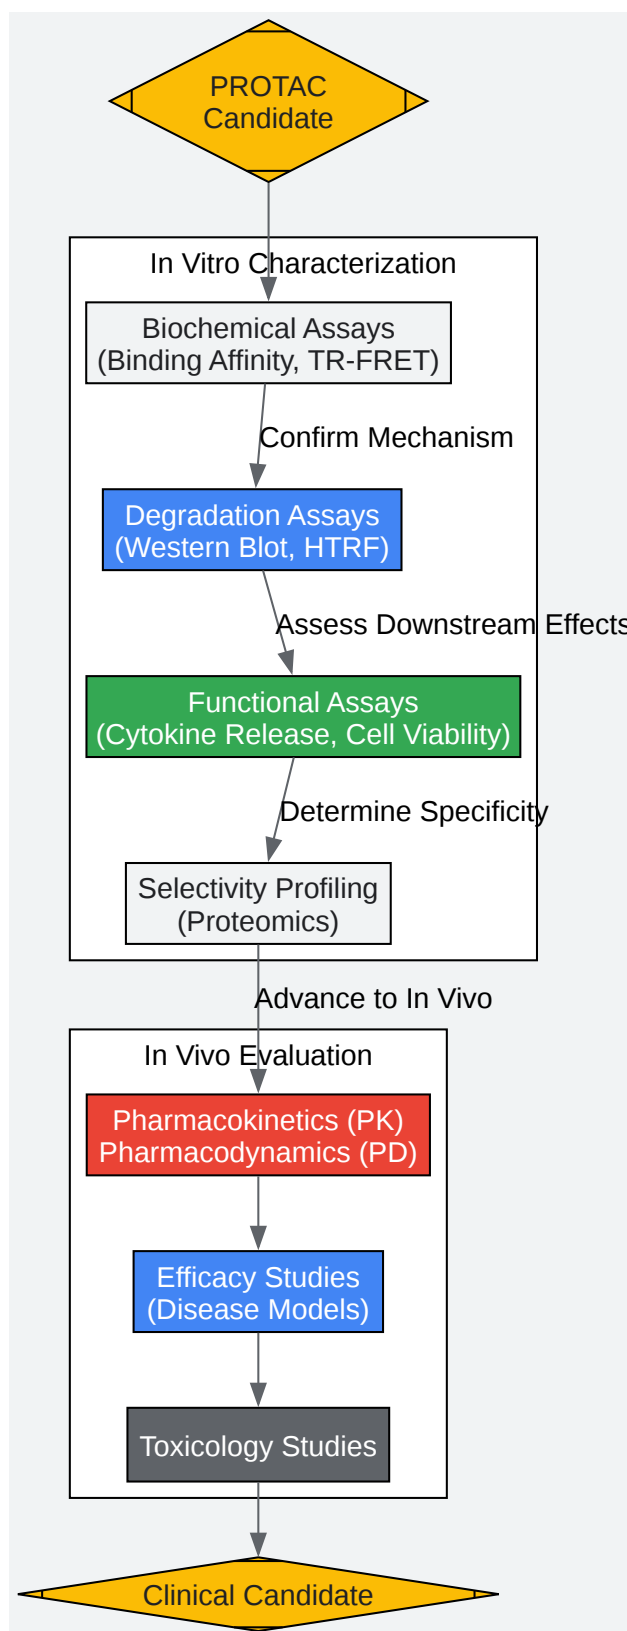 PROTAC
Candidate
In Vitro Characterization
Biochemical Assays
(Binding Affinity, TR-FRET)
Confirm Mechanism
Degradation Assays
(Western Blot, HTRF)
Assess Downstream Effects
Functional Assays
(Cytokine Release, Cell Viability)
Determine Specificity
Selectivity Profiling
(Proteomics)
Advance to In Vivo
In Vivo Evaluation
Pharmacokinetics (PK)
Pharmacodynamics (PD)
Efficacy Studies
(Disease Models)
Toxicology Studies
Clinical Candidate